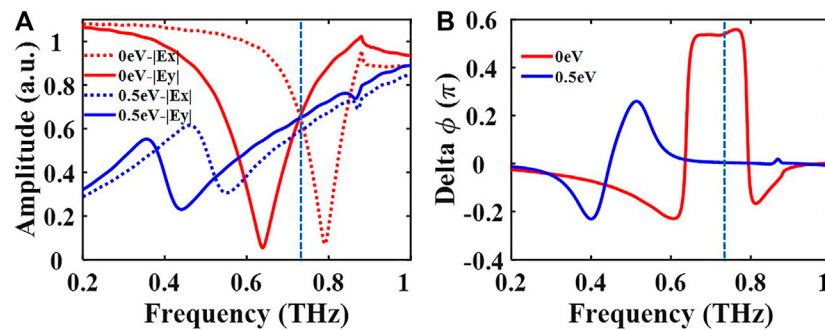 A
1
0.8
0.6
0.4
0.2
0
Amplitude (a.u.)
0eV-|Ex|
0eV-|Ey|
0.5eV-|Ex|
0.5eV-|Ey|
0.2 0.4 0.6 0.8 1
Frequency (THz)
B
0.6
0.4
0.2
0
-0.2
-0.4
Delta ϕ (π)
0eV
0.5eV
0.2 0.4 0.6 0.8 1
Frequency (THz)